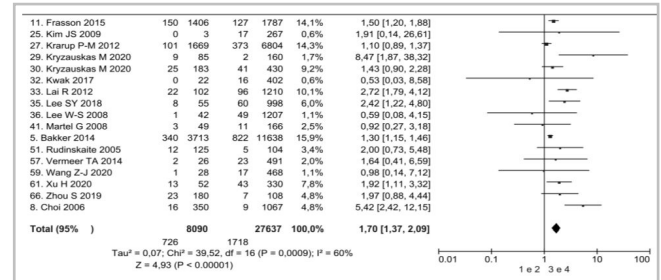 11. Frasson 2015 150 1406 127 1787 14,1% 1,50 [1,20, 1,88]
25. Kim JS 2009 0 3 17 267 0,6% 1,91 [0,14, 26,61]
27. Krarup P-M 2012 101 1669 373 6804 14,3% 1,10 [0,89, 1,37]
29. Kryzauskas M 2020 9 85 2 160 1,7% 8,47 [1,87, 38,32]
30. Kryzauskas M 2020 25 183 41 430 9,2% 1,43 [0,90, 2,28]
32. Kwak 2017 0 22 16 402 0,5% 0,53 [0,03, 8,58]
33. Lai R 2012 22 102 96 1210 10,2% 2,72 [1,79, 4,12]
35. Lee SY 2018 8 55 60 998 6,5% 2,42 [1,22, 4,80]
36. Lee W-S 2008 1 42 49 1207 1,0% 0,59 [0,08, 4,15]
41. Martel G 2008 3 49 11 166 2,5% 0,92 [0,27, 3,18]
5. Bakker 2014 340 3713 822 11638 16,5% 1,30 [1,15, 1,46]
51. Rudinskaite 2005 12 125 5 104 3,5% 2,00 [0,73, 5,48]
57. Vermeer TA 2014 2 26 23 491 2,1% 1,64 [0,41, 6,59]
59. Wang Z-J 2020 1 28 17 468 1,0% 0,98 [0,14, 7,12]
61. Xu H 2020 13 52 43 330 7,8% 1,92 [1,11, 3,32]
66. Zhou S 2019 23 180 7 108 4,5% 1,97 [0,88, 4,44]
8. Choi 2006 16 350 9 1067 5,1% 5,42 [2,42, 12,15]
Total (95% ) 8090 27637 100,0% 1,70 [1,37, 2,09]
726 1718
Tau² = 0,07; Chi² = 39,52, df = 16 (P = 0,0009); I² = 60%
Z = 4,93 (P < 0.00001)
0.01 0.1 1 10 100
1 e 2 3 e 4